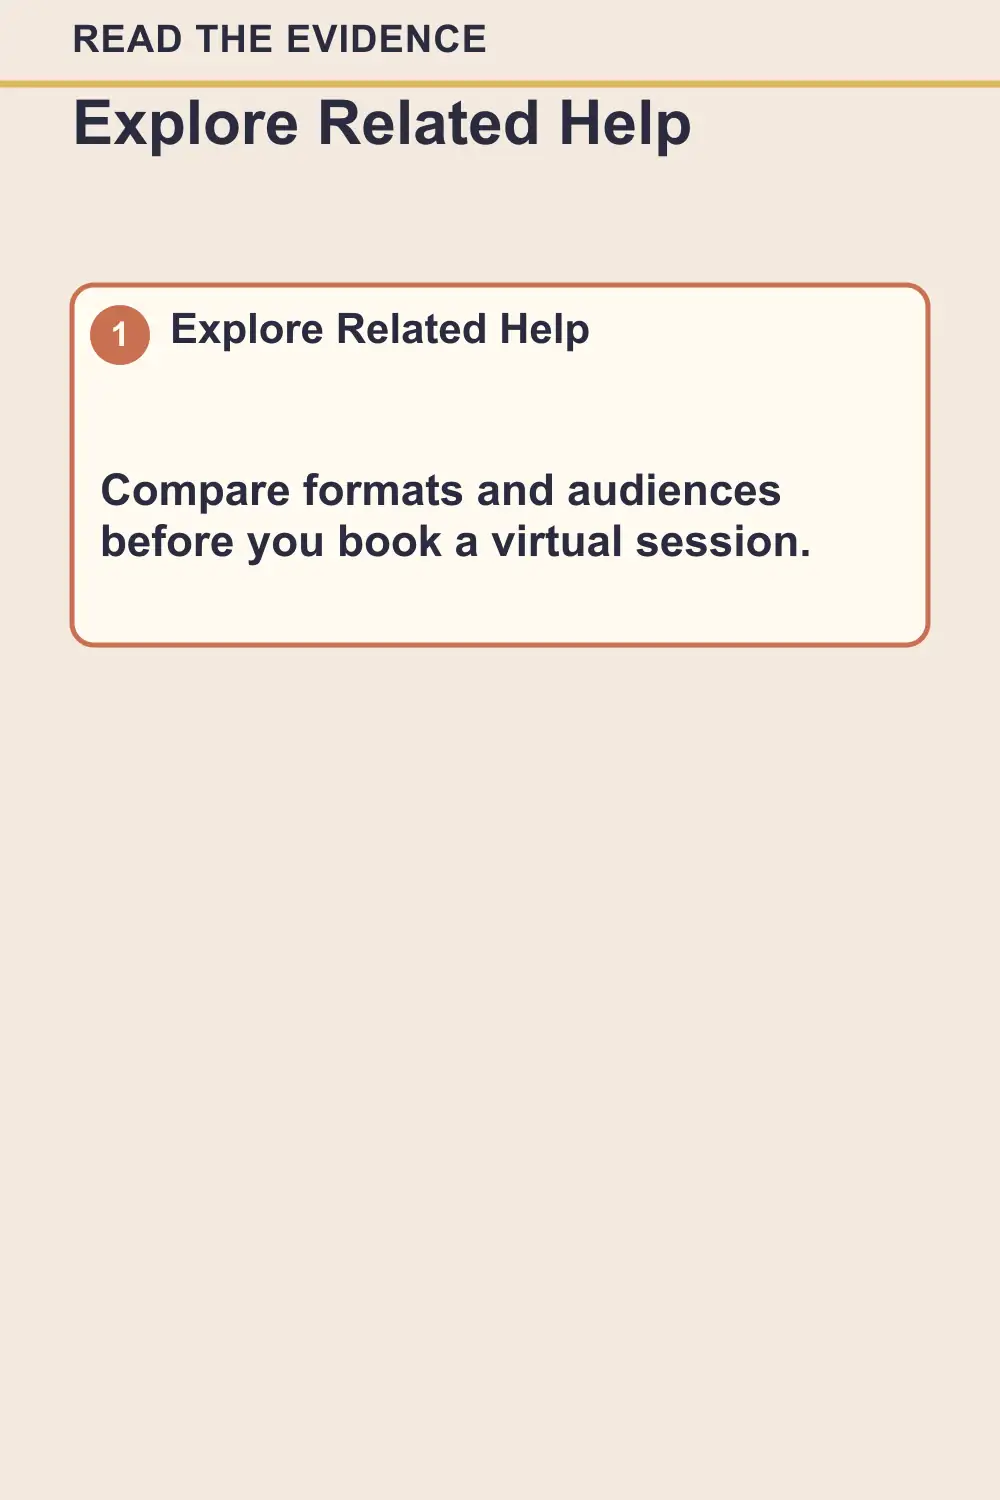 READ THE EVIDENCE
Explore Related Help
1 Explore Related Help
Compare formats and audiences
before you book a virtual session.